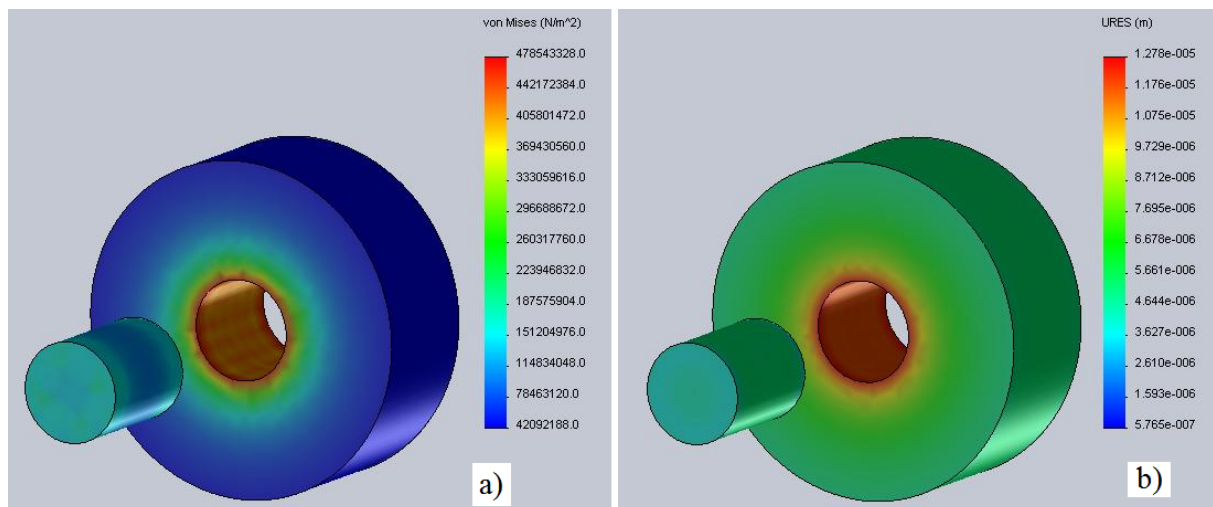 von Mises (N/m^2)
478543328.0
442172384.0
405801472.0
369430560.0
333059616.0
296688672.0
260317760.0
223946832.0
187575904.0
151204976.0
114834048.0
78463120.0
42092188.0
a)
URES (m)
1.278e-005
1.176e-005
1.075e-005
9.729e-006
8.712e-006
7.695e-006
6.678e-006
5.661e-006
4.644e-006
3.627e-006
2.610e-006
1.593e-006
5.765e-007
b)